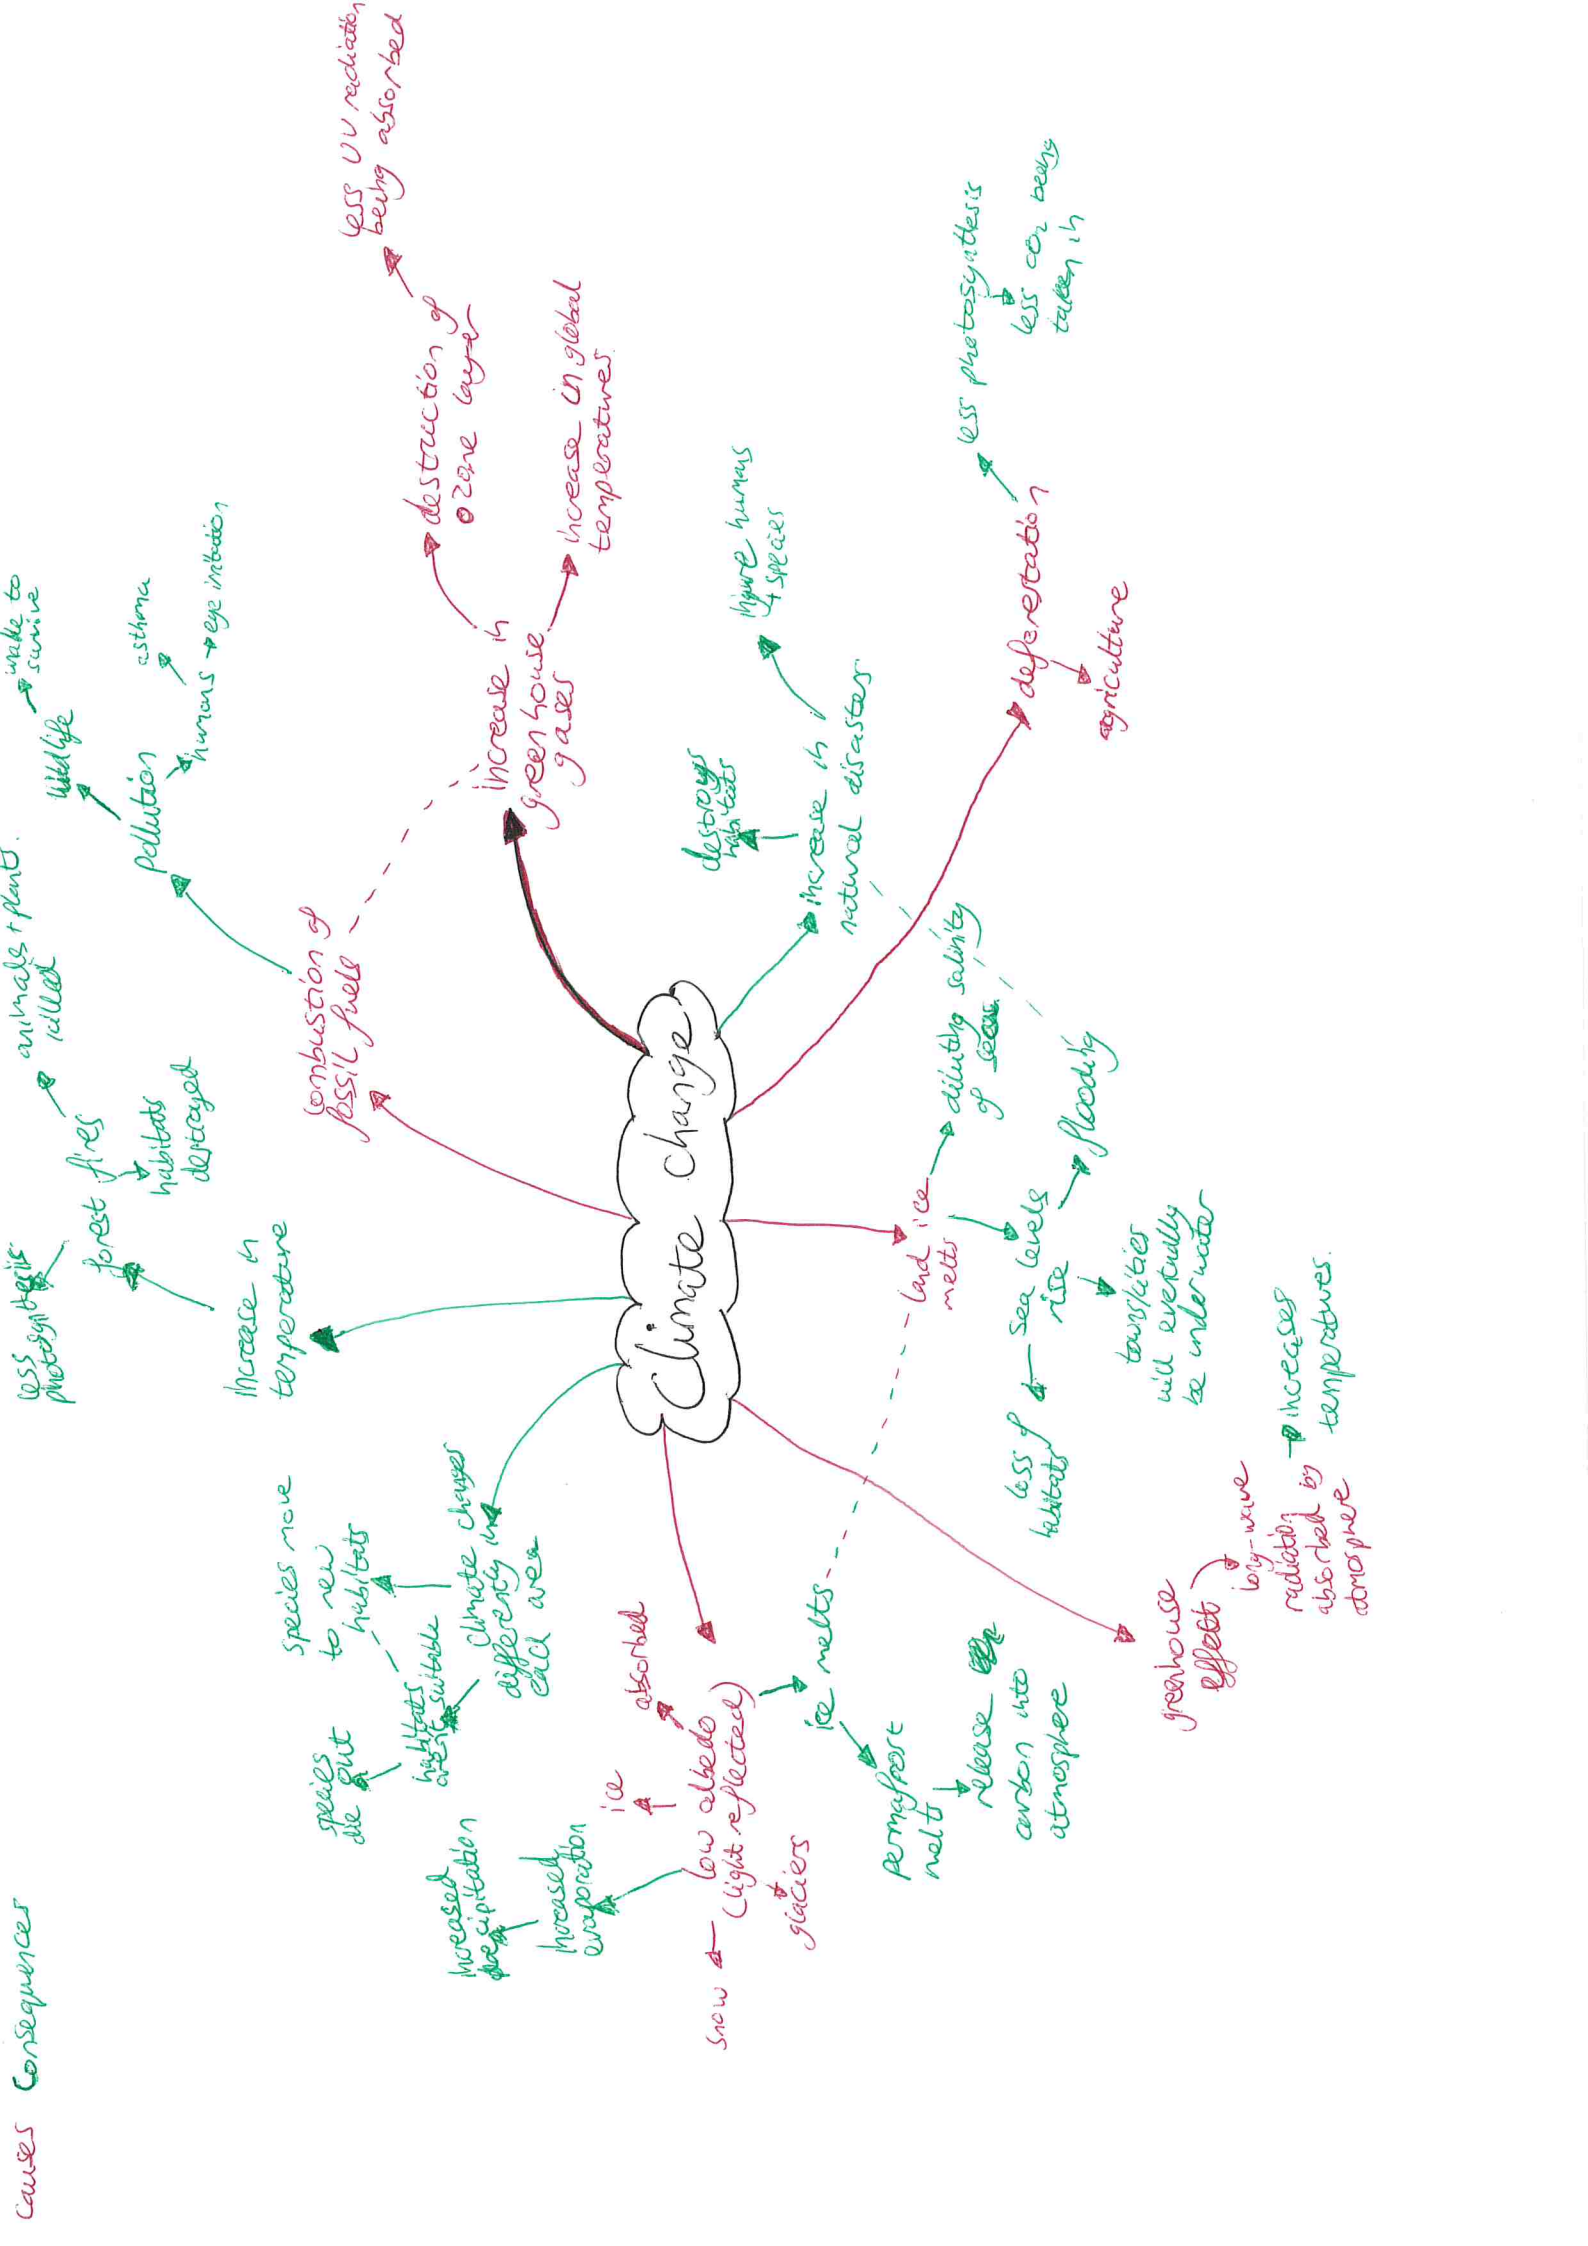 causes Consequences
less
photosynthesis
forest fires
animals + plants
killed
habitats
destroyed
increase in
temperature
wildlife
unable to
survive
pollution
humans
asthma
eye irritation
combustion of
fossil fuels
less UV radiation
being absorbed
destruction of
ozone layer
increase in
greenhouse
gases
increase in global
temperatures.
species move
to new
habitats
species
die out
habitats
arent suitable
climate changes
differently in
each area
increased
precipitation
increased
evaporation
ice
absorbed
snow
low albedo
(light reflected)
glaciers
Climate change
destroys
habitats
injure humans
+ species
increase in
natural disaster
ice melts
permafrost
melts
release
carbon into
atmosphere
land ice
melts
diluting salinity
of seas
sea levels
rise
flooding
loss of
habitats
towns/cities
will eventually
be underwater
deforestation
agriculture
less photosynthesis
less CO2 being
taken in
greenhouse
effect
long-wave
radiation
absorbed by
atmosphere
increases
temperatures.